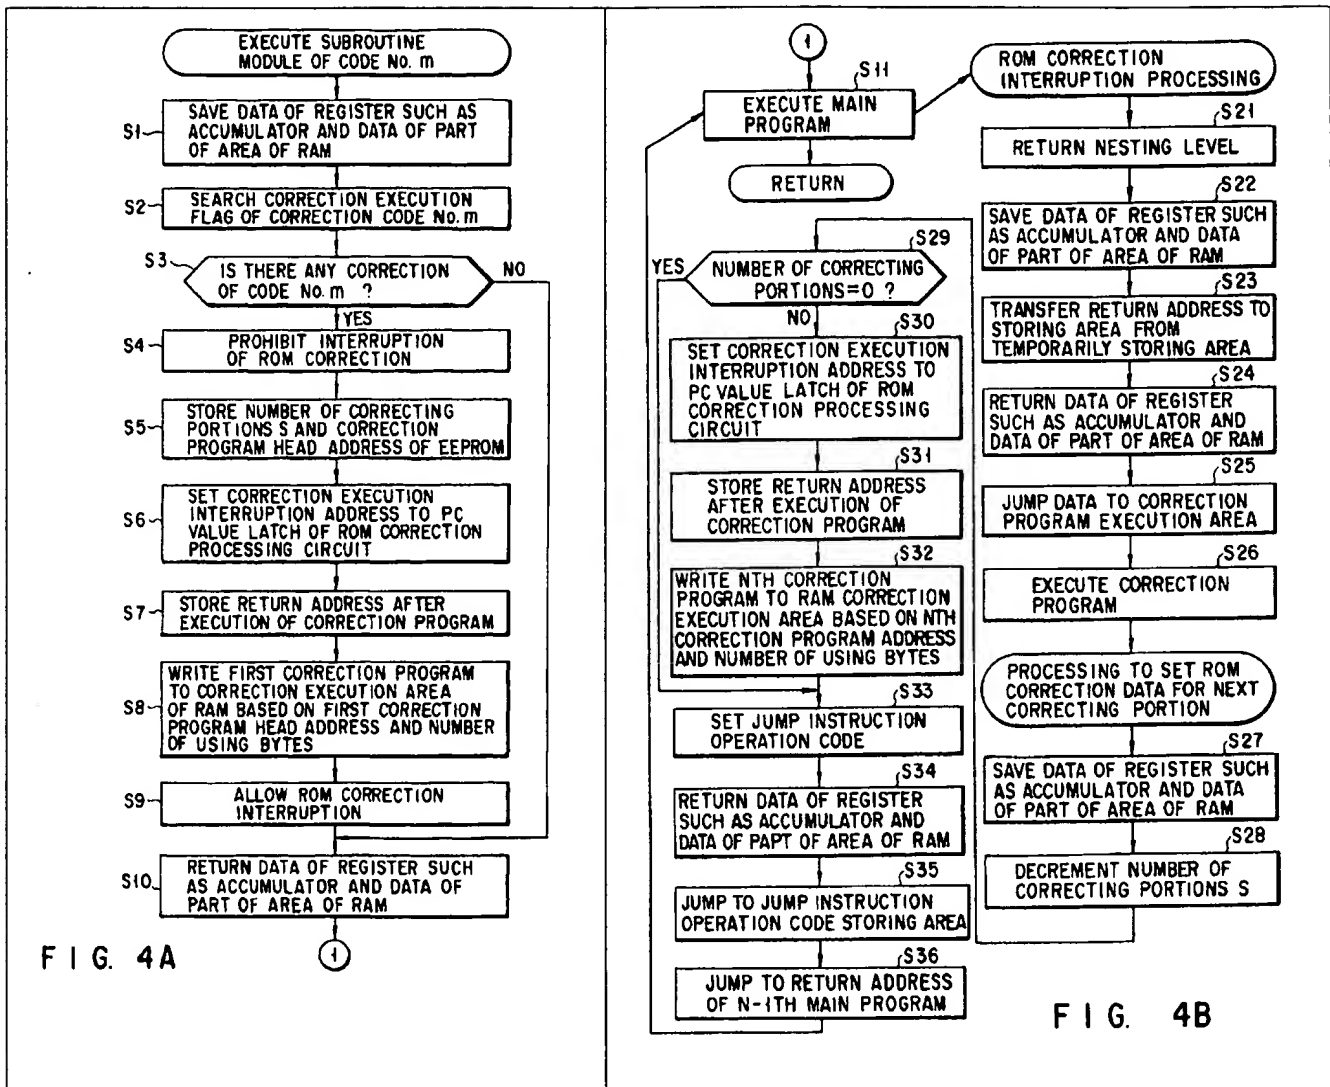 EXECUTE SUBROUTINE
MODULE OF CODE No. m
S1
SAVE DATA OF REGISTER SUCH AS
ACCUMULATOR AND DATA OF PART
OF AREA OF RAM
S2
SEARCH CORRECTION EXECUTION
FLAG OF CORRECTION CODE No. m
S3
IS THERE ANY CORRECTION
OF CODE No. m ?
NO
YES
S4
PROHIBIT INTERRUPTION
OF ROM CORRECTION
S5
STORE NUMBER OF CORRECTING
PORTIONS S AND CORRECTION
PROGRAM HEAD ADDRESS OF EEPROM
S6
SET CORRECTION EXECUTION
INTERRUPTION ADDRESS TO PC
VALUE LATCH OF ROM CORRECTION
PROCESSING CIRCUIT
S7
STORE RETURN ADDRESS AFTER
EXECUTION OF CORRECTION PROGRAM
S8
WRITE FIRST CORRECTION PROGRAM
TO CORRECTION EXECUTION AREA
OF RAM BASED ON FIRST CORRECTION
PROGRAM HEAD ADDRESS AND NUMBER
OF USING BYTES
S9
ALLOW ROM CORRECTION
INTERRUPTION
S10
RETURN DATA OF REGISTER SUCH
AS ACCUMULATOR AND DATA OF
PART OF AREA OF RAM
1
FIG. 4A
1
S11
EXECUTE MAIN
PROGRAM
RETURN
S29
YES
NUMBER OF CORRECTING
PORTIONS=0 ?
NO
S30
SET CORRECTION EXECUTION
INTERRUPTION ADDRESS TO
PC VALUE LATCH OF ROM
CORRECTION PROCESSING
CIRCUIT
S31
STORE RETURN ADDRESS
AFTER EXECUTION OF
CORRECTION PROGRAM
S32
WRITE NTH CORRECTION
PROGRAM TO RAM CORRECTION
EXECUTION AREA BASED ON NTH
CORRECTION PROGRAM ADDRESS
AND NUMBER OF USING BYTES
S33
SET JUMP INSTRUCTION
OPERATION CODE
S34
RETURN DATA OF REGISTER
SUCH AS ACCUMULATOR AND
DATA OF PAPT OF AREA OF RAM
S35
JUMP TO JUMP INSTRUCTION
OPERATION CODE STORING AREA
S36
JUMP TO RETURN ADDRESS
OF N-1TH MAIN PROGRAM
ROM CORRECTION
INTERRUPTION PROCESSING
S21
RETURN NESTING LEVEL
S22
SAVE DATA OF REGISTER SUCH
AS ACCUMULATOR AND DATA
OF PART OF AREA OF RAM
S23
TRANSFER RETURN ADDRESS TO
STORING AREA FROM
TEMPORARILY STORING AREA
S24
RETURN DATA OF REGISTER
SUCH AS ACCUMULATOR AND
DATA OF PART OF AREA OF RAM
S25
JUMP DATA TO CORRECTION
PROGRAM EXECUTION AREA
S26
EXECUTE CORRECTION
PROGRAM
PROCESSING TO SET ROM
CORRECTION DATA FOR NEXT
CORRECTING PORTION
S27
SAVE DATA OF REGISTER SUCH
AS ACCUMULATOR AND DATA
OF PART OF AREA OF RAM
S28
DECREMENT NUMBER OF
CORRECTING PORTIONS S
FIG. 4B